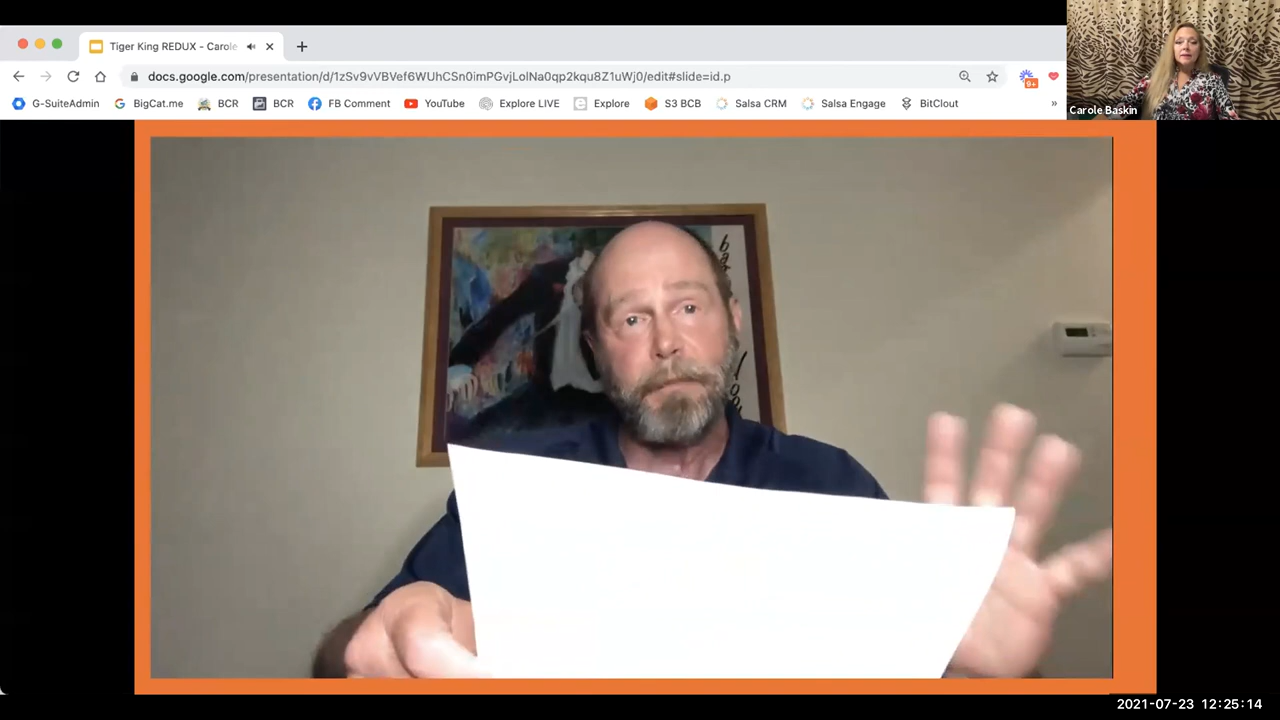 Tiger King REDUX - Carole
docs.google.com/presentation/d/1zSv9vVBVef6WUhCSn0imPGvjLolNa0qp2kqu8Z1uWj0/edit#slide=id.p
9+
G-SuiteAdmin
BigCat.me
BCR
BCR
FB Comment
YouTube
Explore LIVE
Explore
S3 BCB
Salsa CRM
Salsa Engage
BitClout
»
Carole Baskin
2021-07-23 12:25:14